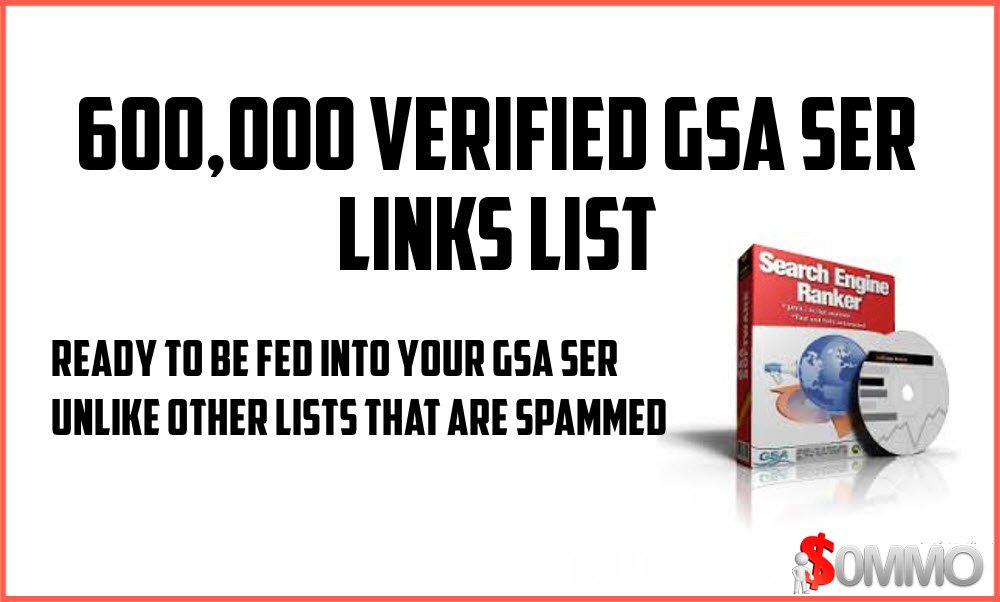 600,000 VERIFIED GSA SER
LINKS LIST
READY TO BE FED INTO YOUR GSA SER
UNLIKE OTHER LISTS THAT ARE SPAMMED
Search Engine
Ranker
GSA
$0MMO